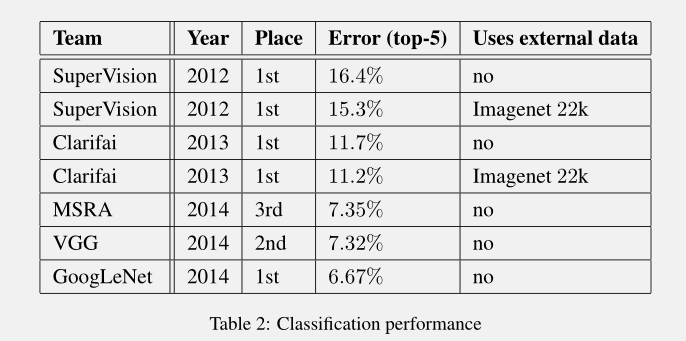 Team Year Place Error (top-5) Uses external data
SuperVision 2012 1st 16.4% no
SuperVision 2012 1st 15.3% Imagenet 22k
Clarifai 2013 1st 11.7% no
Clarifai 2013 1st 11.2% Imagenet 22k
MSRA 2014 3rd 7.35% no
VGG 2014 2nd 7.32% no
GoogLeNet 2014 1st 6.67% no
Table 2: Classification performance